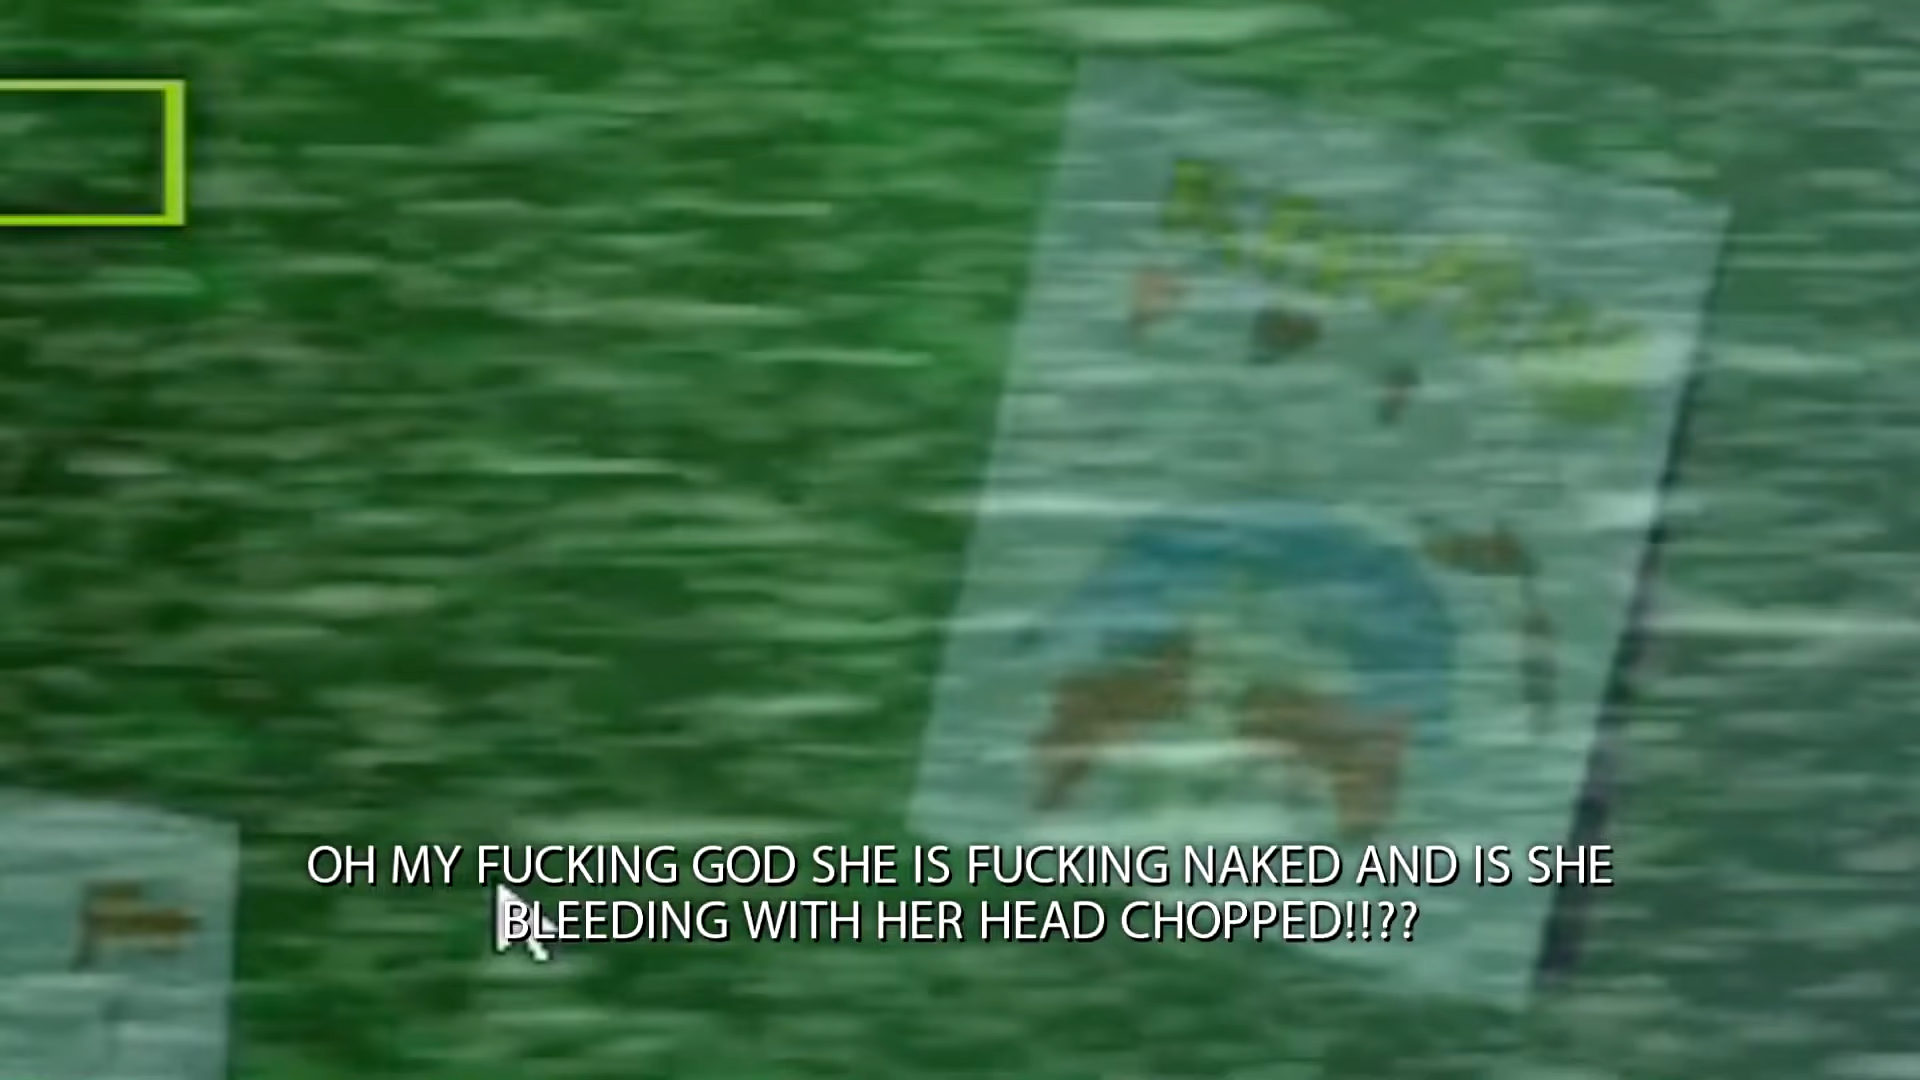 OH MY FUCKING GOD SHE IS FUCKING NAKED AND IS SHE
BLEEDING WITH HER HEAD CHOPPED!!??